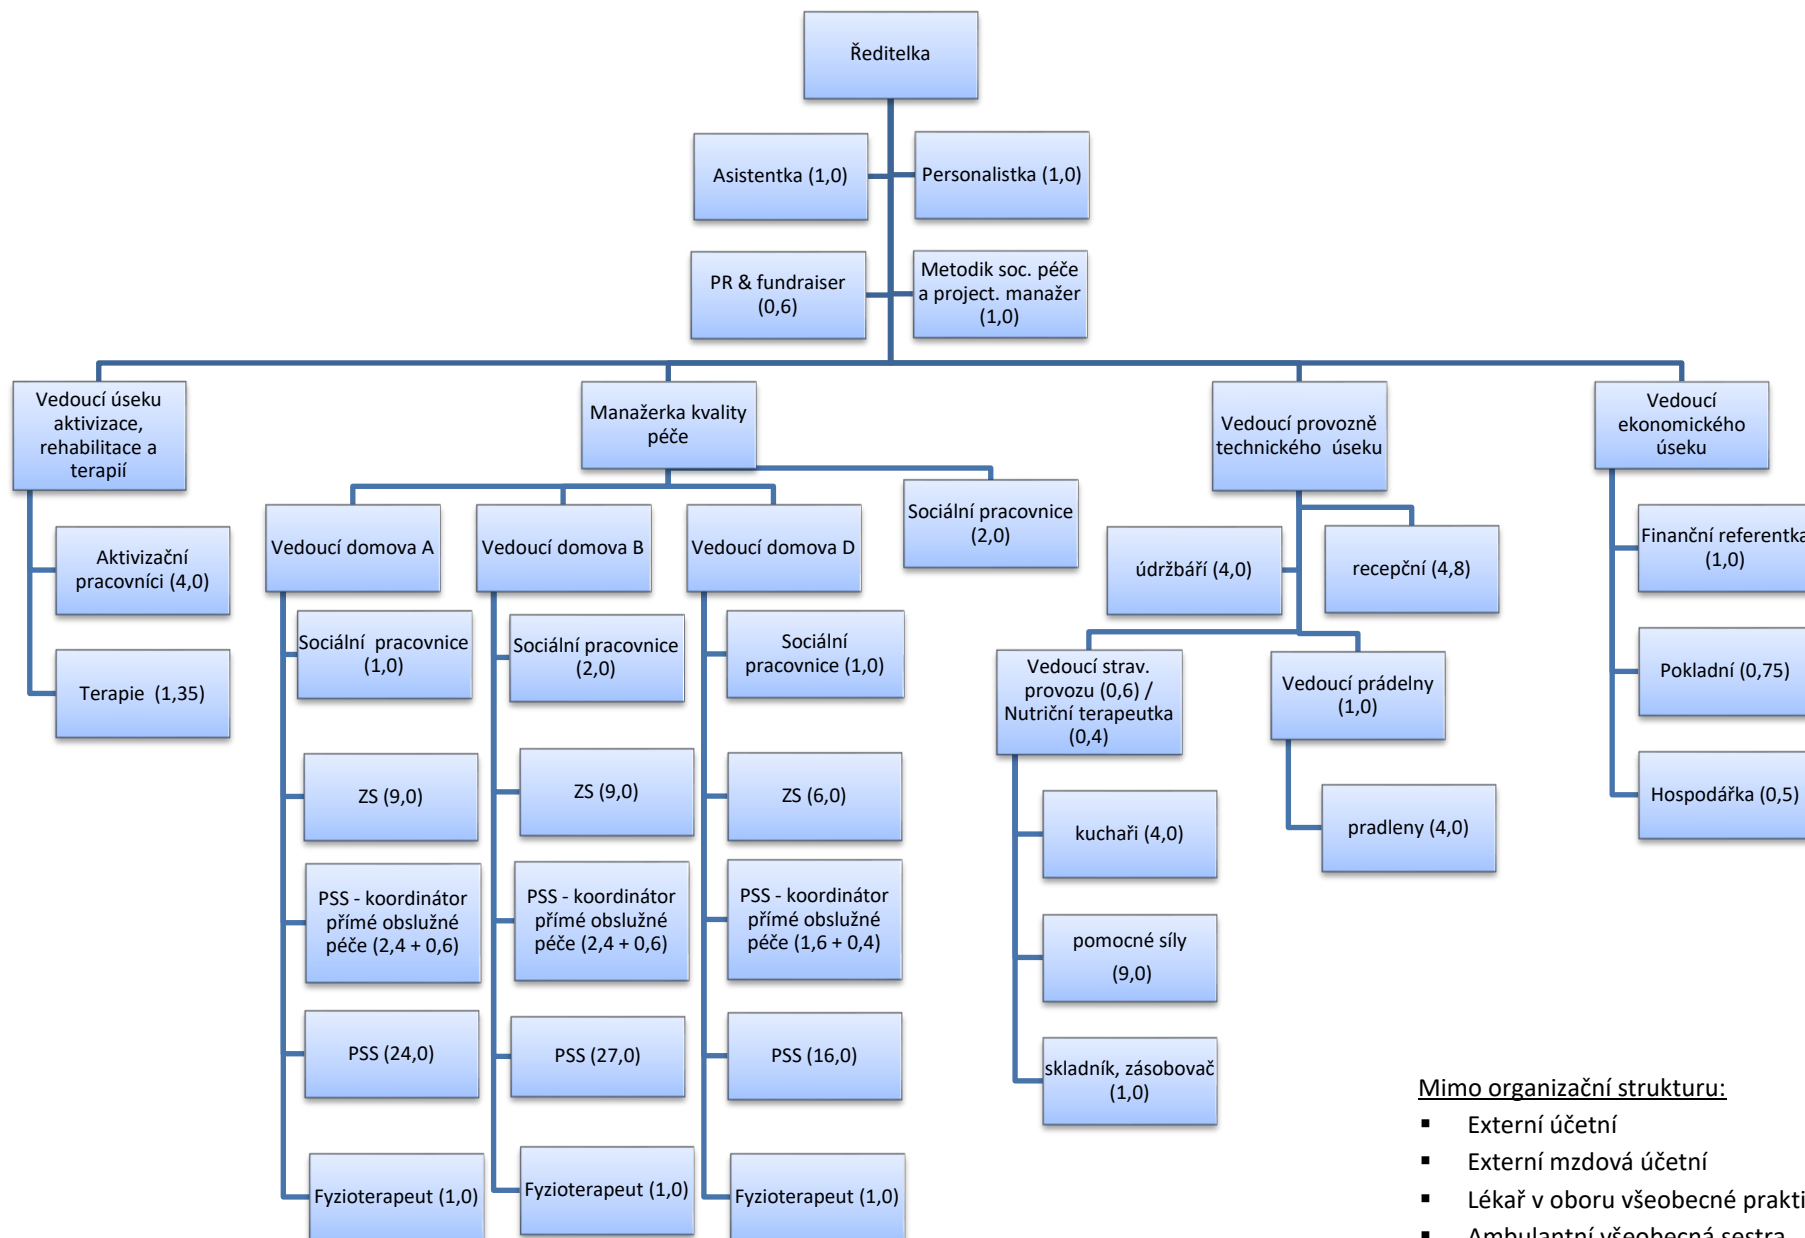 Ředitelka
Asistentka (1,0)
Personalistka (1,0)
PR & fundraiser
(0,6)
Metodik soc. péče
a project. manažer
(1,0)
Vedoucí úseku
aktivizace,
rehabilitace a
terapií
Manažerka kvality
péče
Vedoucí provozně
technického úseku
Vedoucí
ekonomického
úseku
Aktivizační
pracovníci (4,0)
Terapie (1,35)
Vedoucí domova A
Vedoucí domova B
Vedoucí domova D
Sociální pracovnice
(2,0)
Sociální pracovnice
(1,0)
ZS (9,0)
PSS - koordinátor
přímé obslužné
péče (2,4 + 0,6)
PSS (24,0)
Fyzioterapeut (1,0)
Sociální pracovnice
(2,0)
ZS (9,0)
PSS - koordinátor
přímé obslužné
péče (2,4 + 0,6)
PSS (27,0)
Fyzioterapeut (1,0)
Sociální
pracovnice (1,0)
ZS (6,0)
PSS - koordinátor
přímé obslužné
péče (1,6 + 0,4)
PSS (16,0)
Fyzioterapeut (1,0)
údržbáří (4,0)
recepční (4,8)
Vedoucí strav.
provozu (0,6) /
Nutriční terapeutka
(0,4)
Vedoucí prádelny
(1,0)
kuchaři (4,0)
pomocné síly
(9,0)
skladník, zásobovač
(1,0)
pradleny (4,0)
Finanční referentka
(1,0)
Pokladní (0,75)
Hospodářka (0,5)
Mimo organizační strukturu:
▪ Externí účetní
▪ Externí mzdová účetní
▪ Lékař v oboru všeobecné prakti
▪ Ambulantní všeobecná sestra